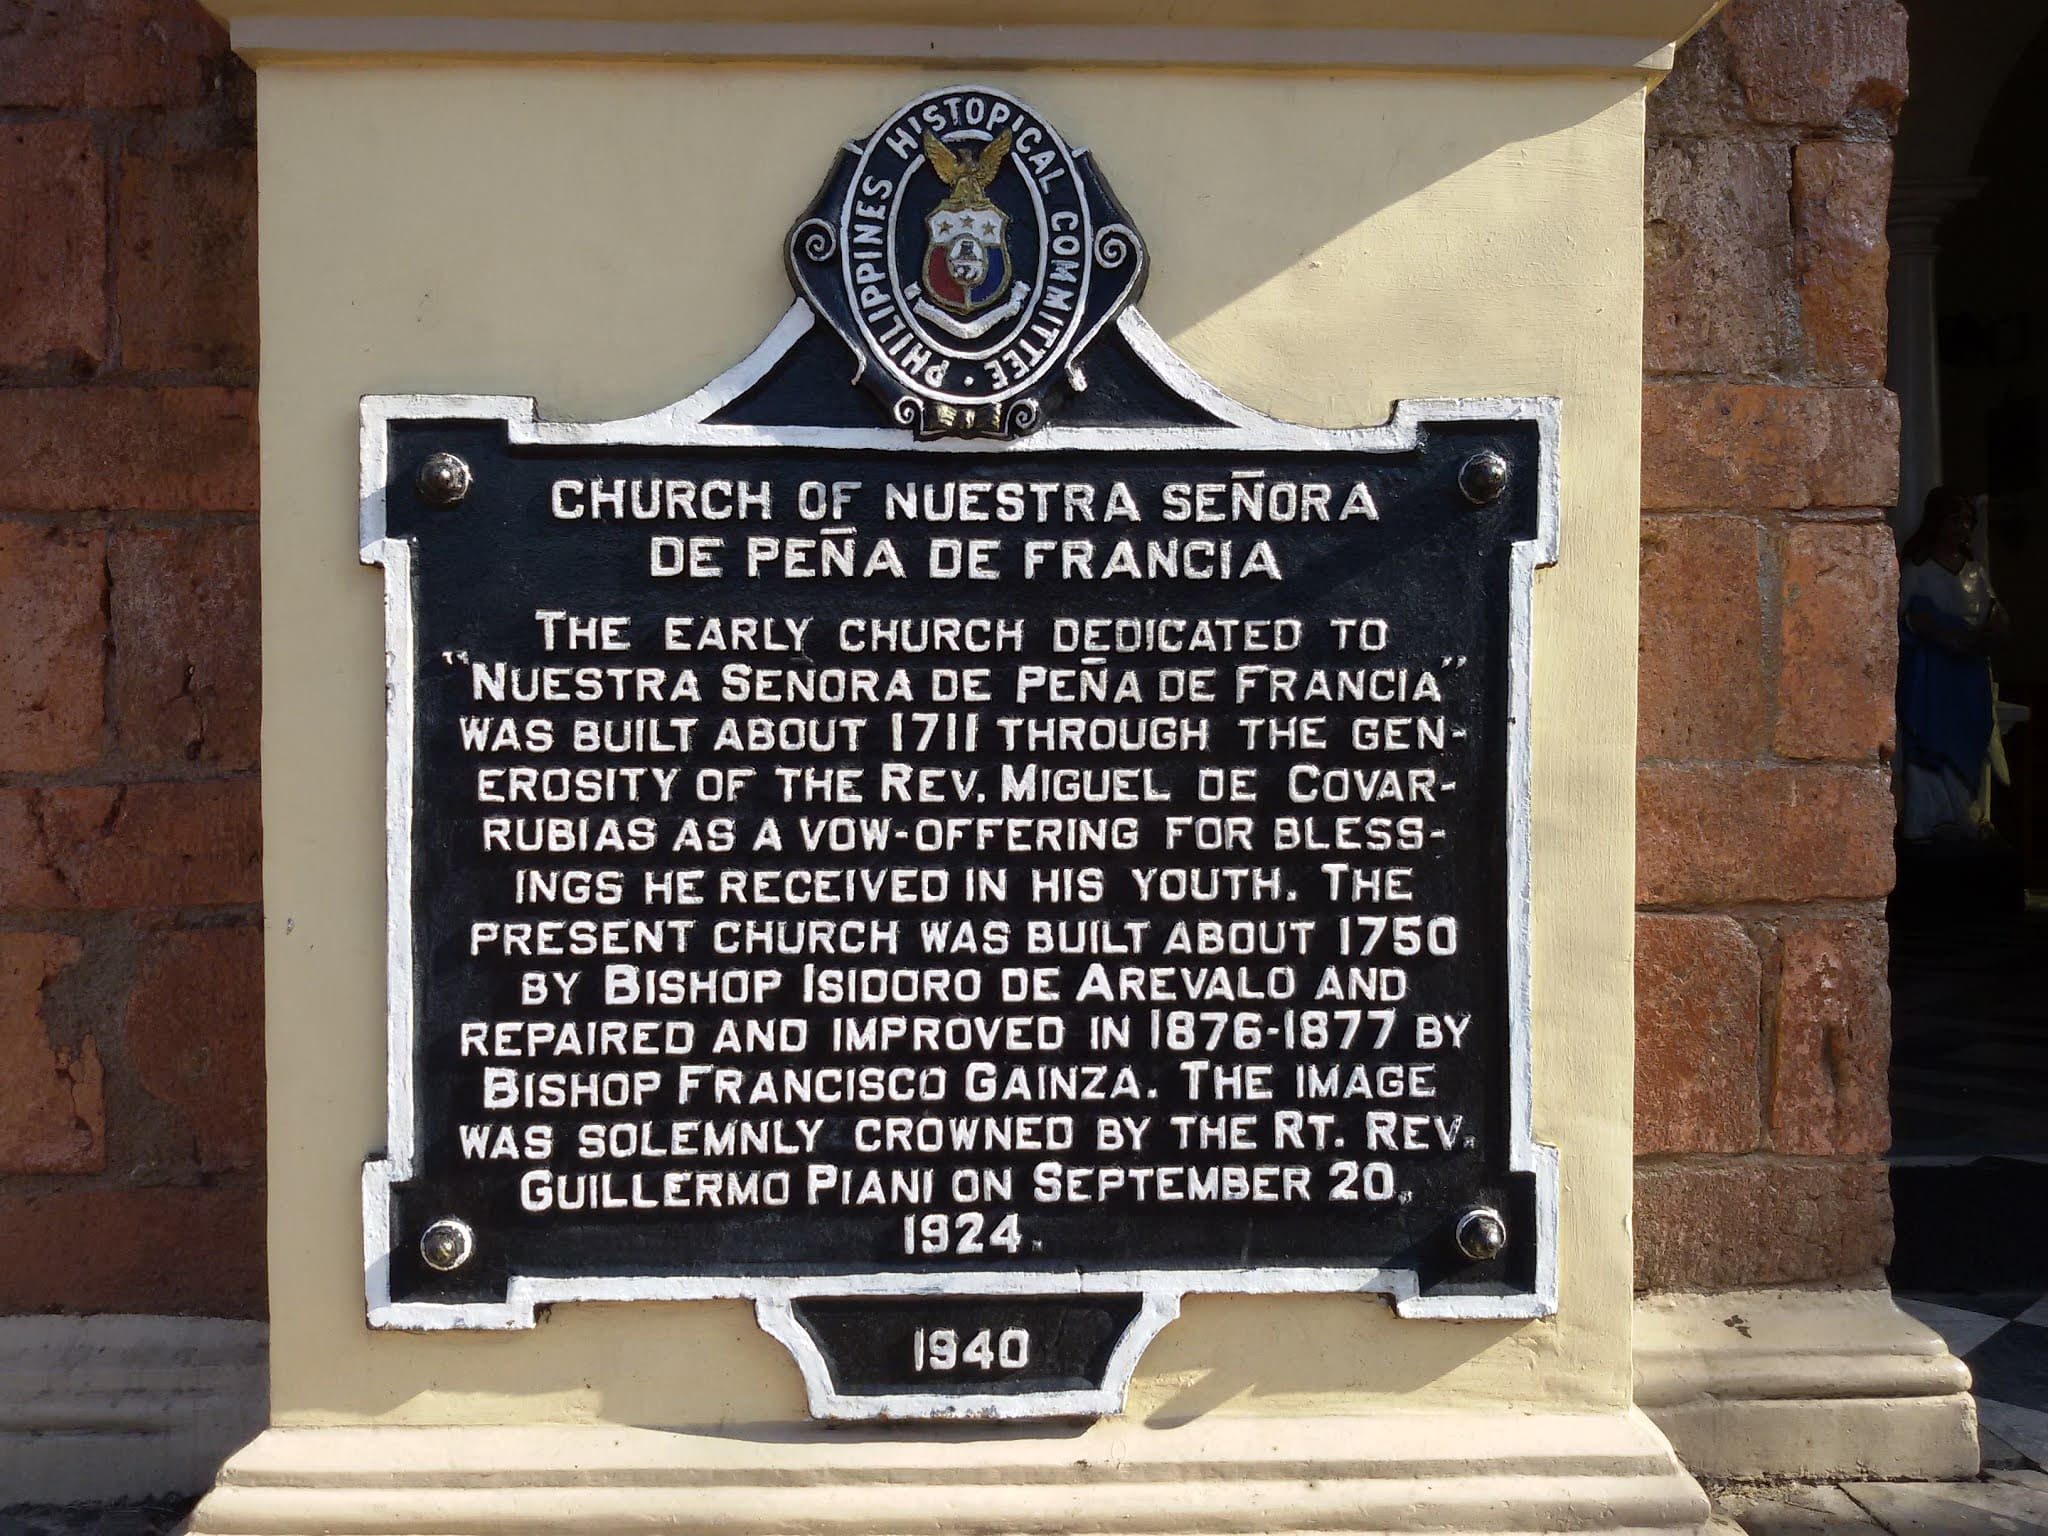 PHILIPPINES HISTORICAL COMMITTEE
CHURCH OF NUESTRA SEÑORA
DE PEÑA DE FRANCIA
THE EARLY CHURCH DEDICATED TO
"NUESTRA SENORA DE PEÑA DE FRANCIA"
WAS BUILT ABOUT 1711 THROUGH THE GEN-
EROSITY OF THE REV. MIGUEL DE COVAR-
RUBIAS AS A VOW-OFFERING FOR BLESS-
INGS HE RECEIVED IN HIS YOUTH. THE
PRESENT CHURCH WAS BUILT ABOUT 1750
BY BISHOP ISIDORO DE AREVALO AND
REPAIRED AND IMPROVED IN 1876-1877 BY
BISHOP FRANCISCO GAINZA. THE IMAGE
WAS SOLEMNLY CROWNED BY THE RT. REV.
GUILLERMO PIANI ON SEPTEMBER 20,
1924.
1940